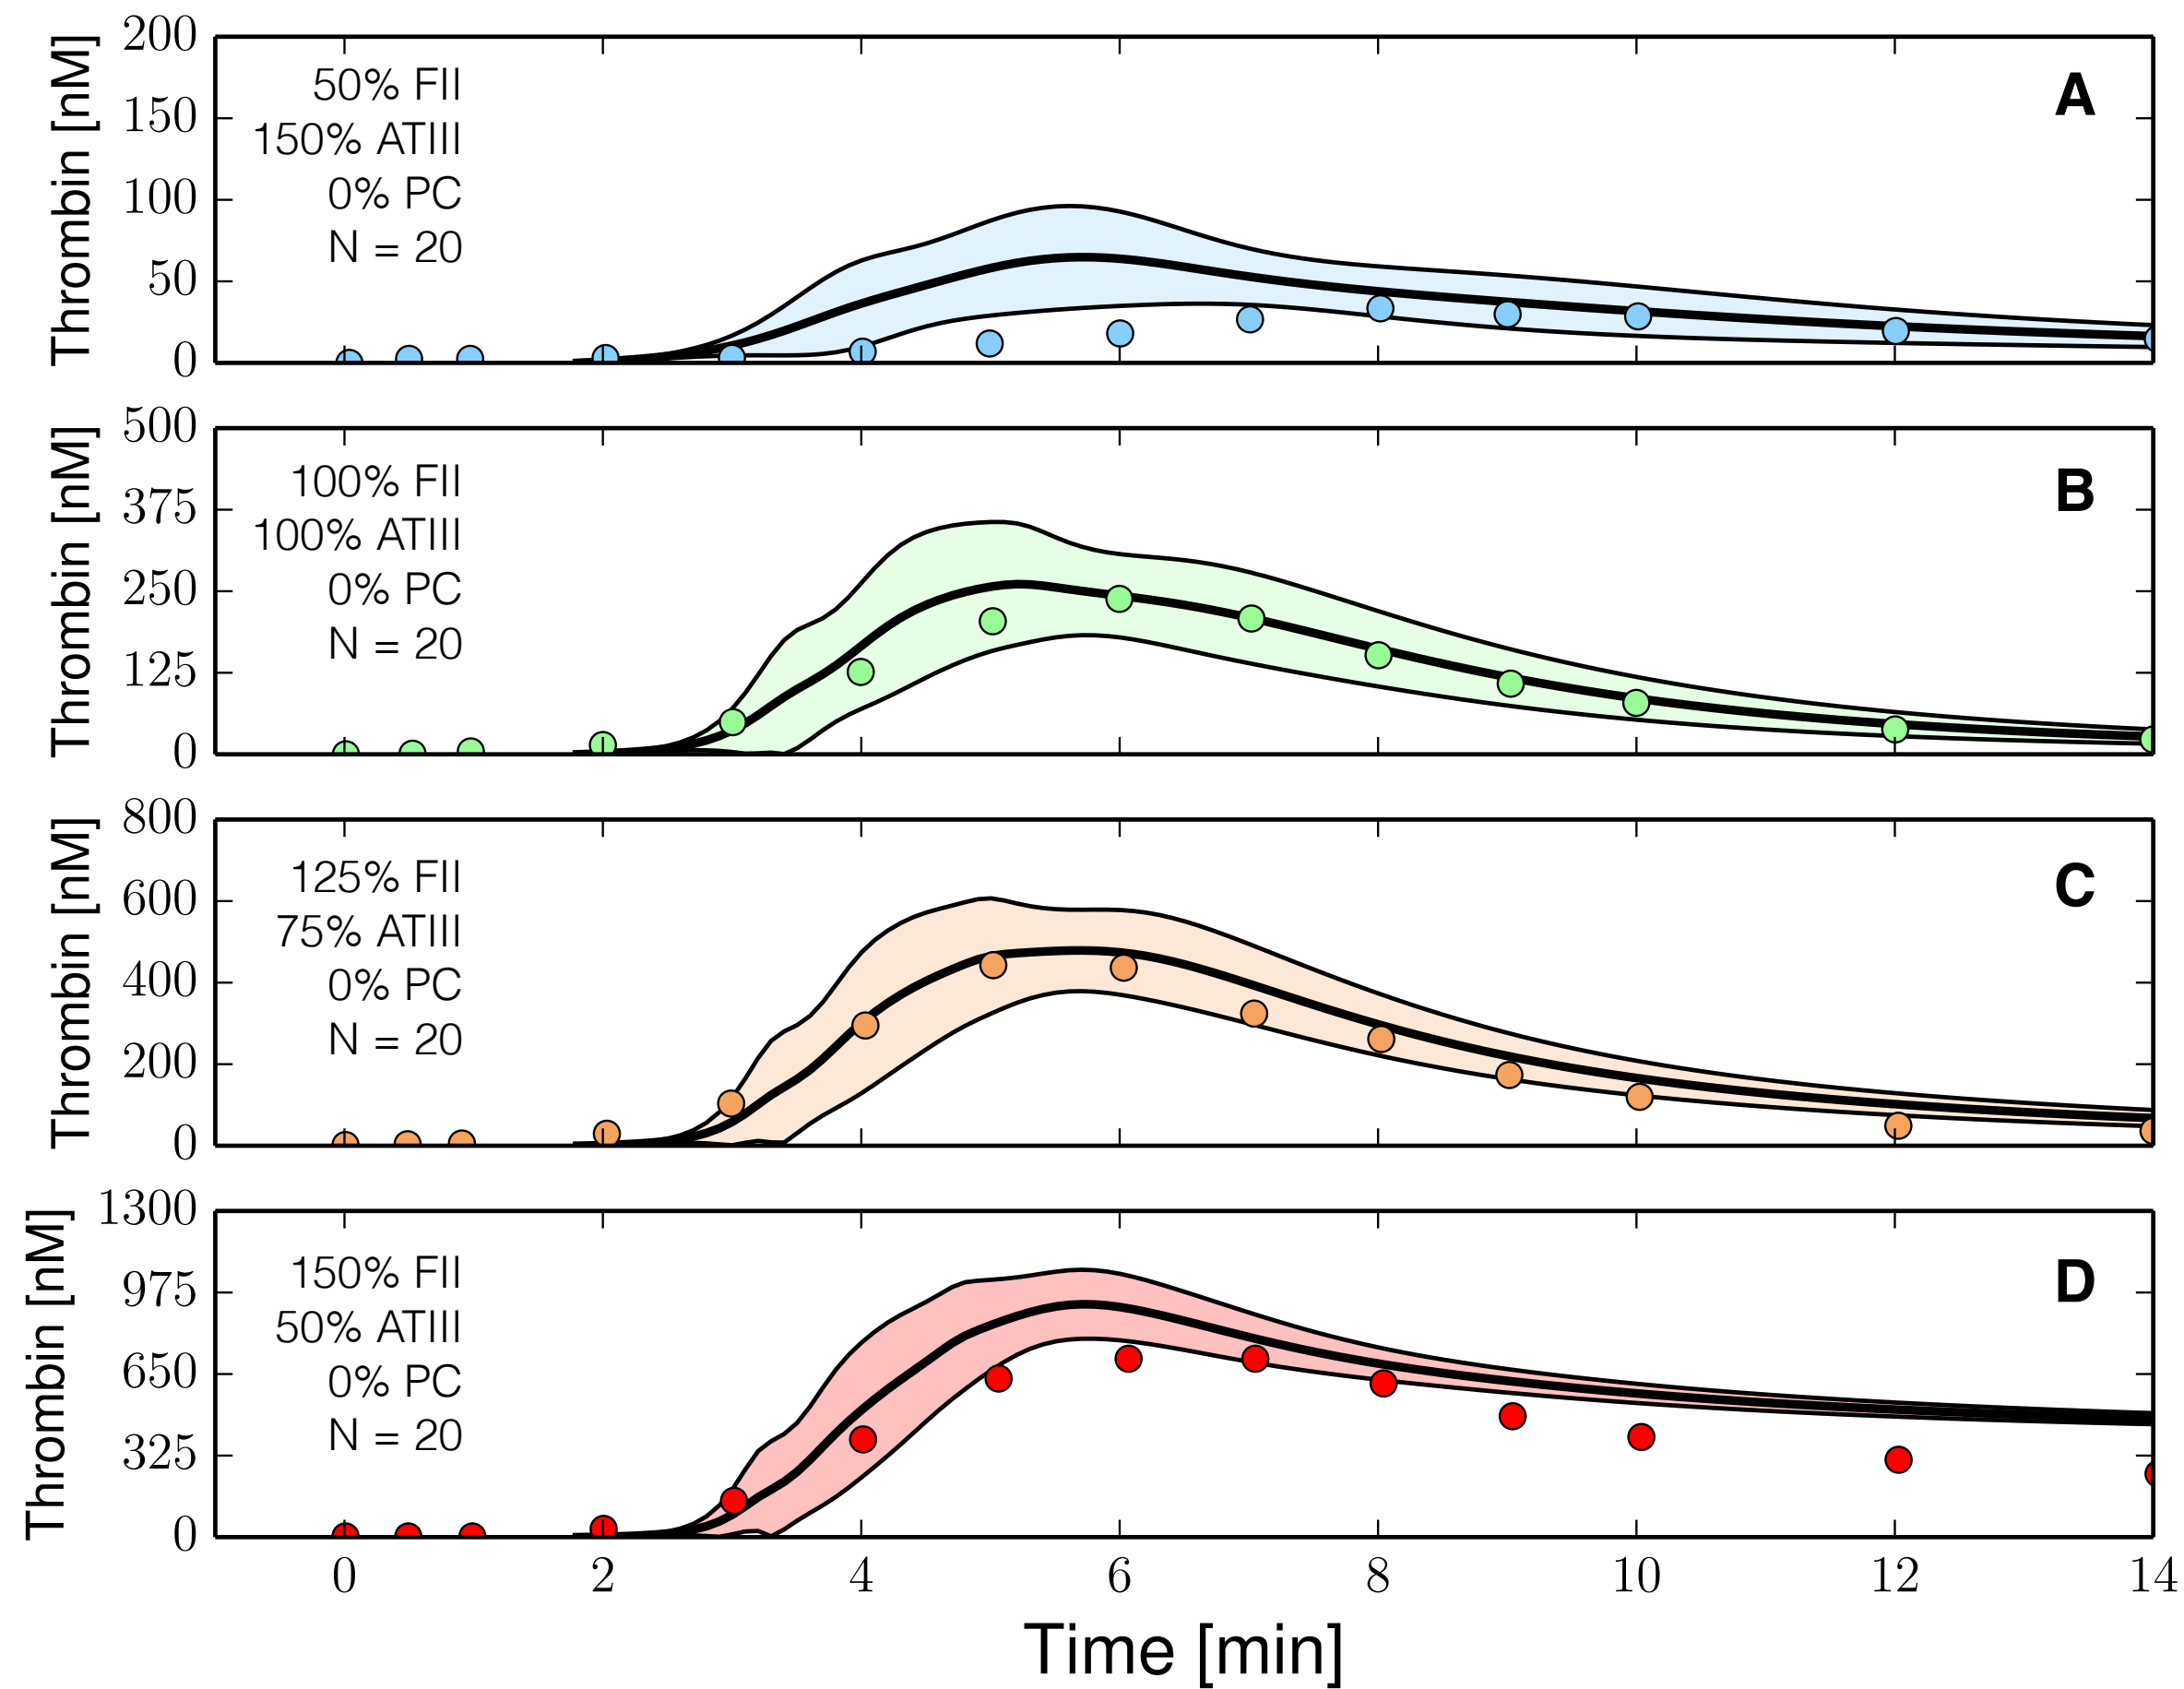 Thrombin [nM]
200
150
100
50
0
50% FII
150% ATIII
0% PC
N = 20
A
Thrombin [nM]
500
375
250
125
0
100% FII
100% ATIII
0% PC
N = 20
B
Thrombin [nM]
800
600
400
200
0
125% FII
75% ATIII
0% PC
N = 20
C
Thrombin [nM]
1300
975
650
325
0
150% FII
50% ATIII
0% PC
N = 20
D
0 2 4 6 8 10 12 14
Time [min]